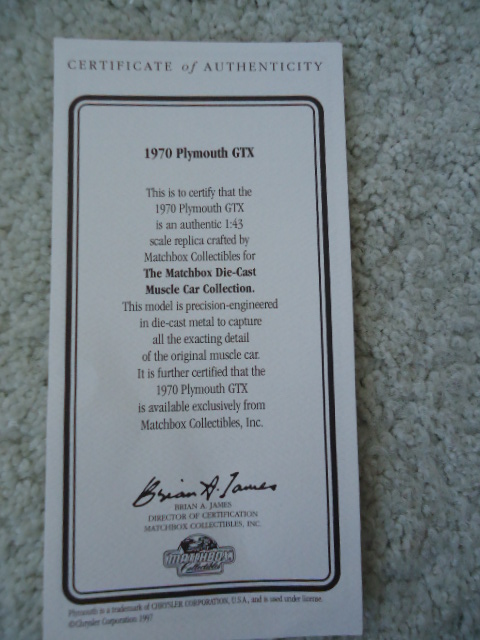 CERTIFICATE of AUTHENTICITY
1970 Plymouth GTX
This is to certify that the
1970 Plymouth GTX
is an authentic 1:43
scale replica crafted by
Matchbox Collectibles for
The Matchbox Die-Cast
Muscle Car Collection.
This model is precision-engineered
in die-cast metal to capture
all the exacting detail
of the original muscle car.
It is further certified that the
1970 Plymouth GTX
is available exclusively from
Matchbox Collectibles, Inc.
Brian A. James
BRIAN A. JAMES
DIRECTOR OF CERTIFICATION
MATCHBOX COLLECTIBLES, INC.
MATCHBOX
Collectibles
Plymouth is a trademark of CHRYSLER CORPORATION, U.S.A., and is used under license.
©Chrysler Corporation 1997